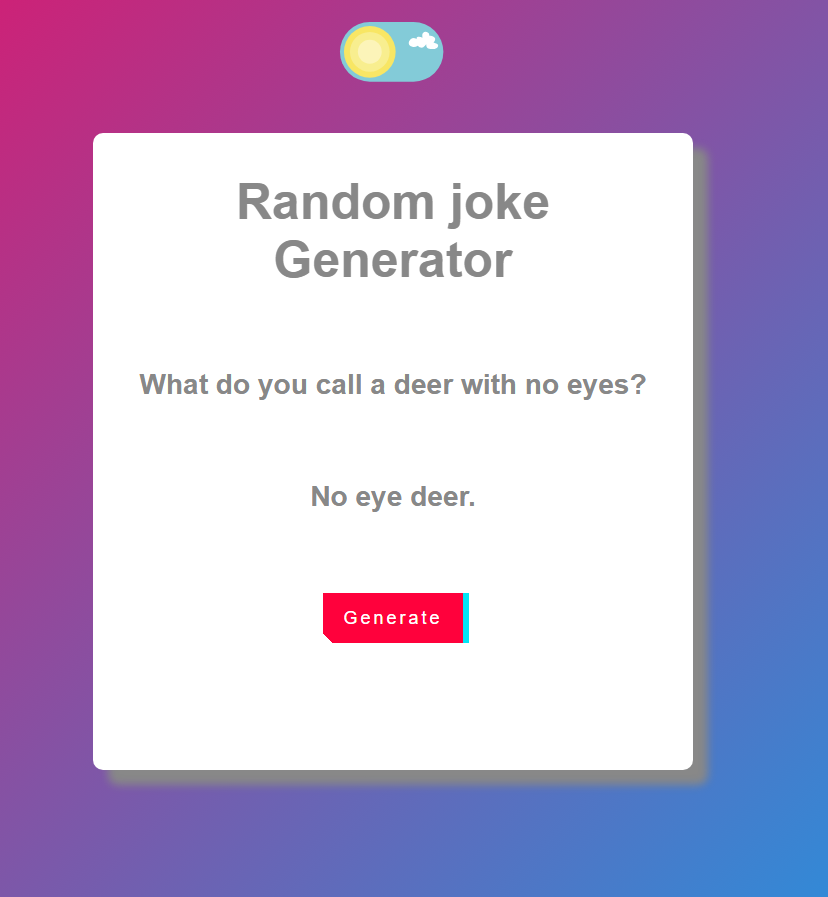 Random joke
Generator
What do you call a deer with no eyes?
No eye deer.
Generate